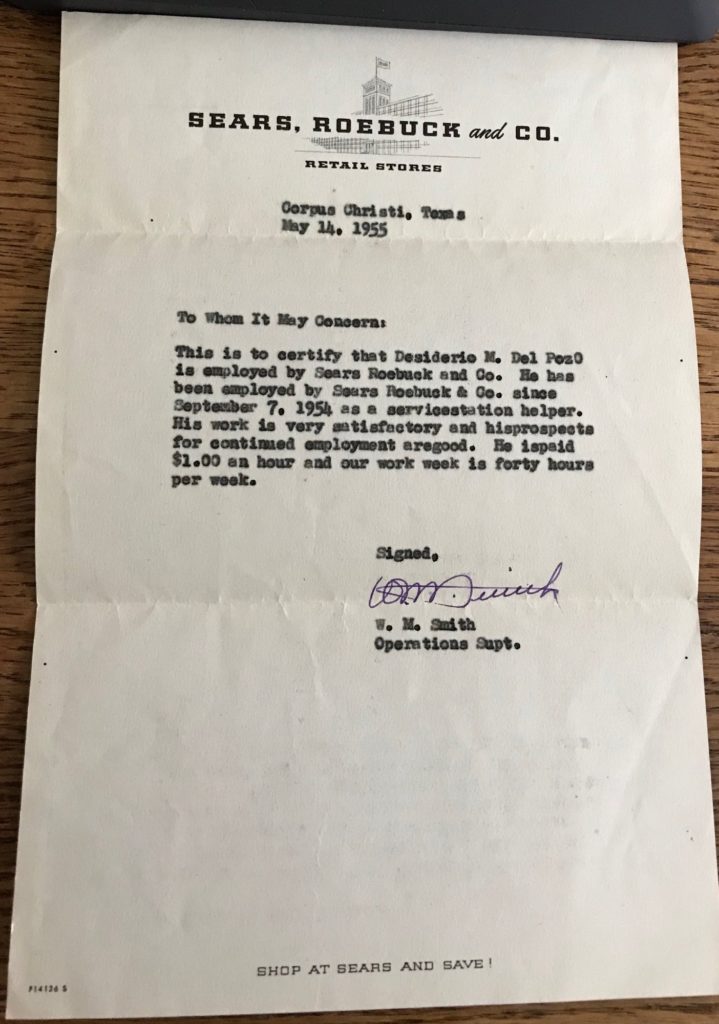 SEARS, ROEBUCK and CO.
RETAIL STORES
Corpus Christi, Texas
May 14, 1955
To Whom It May Concern:
This is to certify that Desiderio M. Del PozO
is employed by Sears Roebuck and Co. He has
been employed by Sears Roebuck & Co. since
September 7, 1954 as a servicestation helper.
His work is very satisfactory and hisprospects
for continued employment aregood. He ispaid
$1.00 an hour and our work week is forty hours
per week.
Signed,
W. M. Smith
W. M. Smith
Operations Supt.
SHOP AT SEARS AND SAVE!
F14126 S